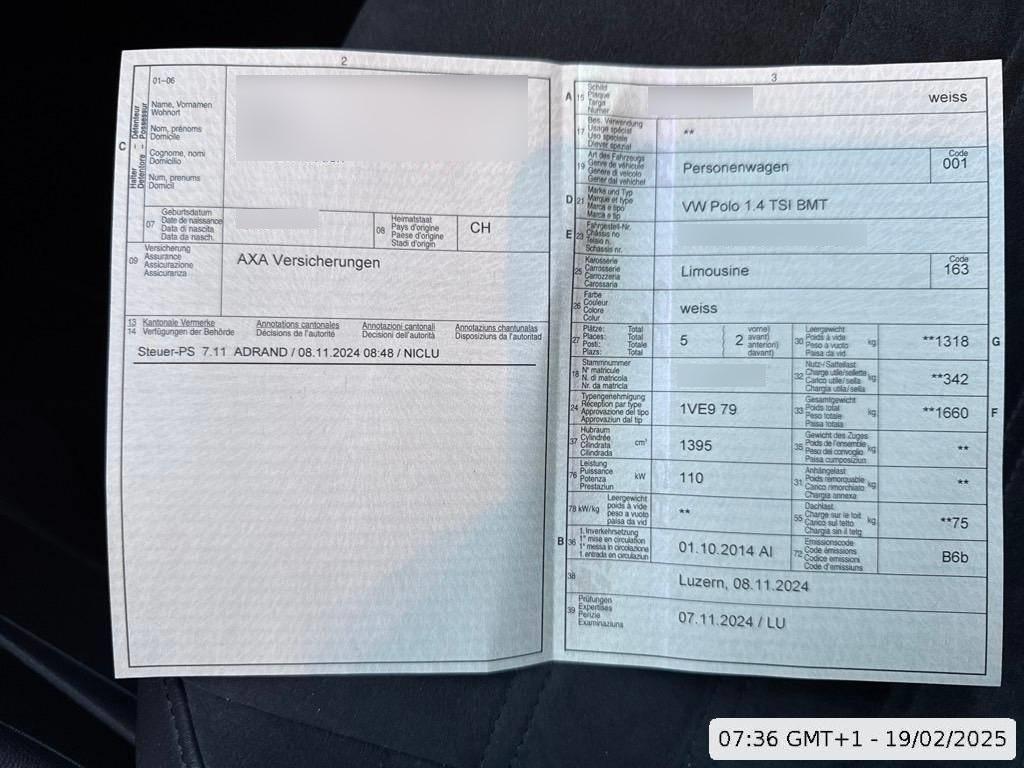 2
01–06
Name, Vornamen
Wohnort
Nom, prénoms
Domicile
Cognome, nomi
Domicilio
Num, prenums
Domicil
C
Halter – Détenteur
Detentore – Possessur
07
Geburtsdatum
Date de naissance
Data di nascita
Data da nasch.
08
Heimatstaat
Pays d'origine
Paese d'origine
Stadi d'origin
CH
09
Versicherung
Assurance
Assicurazione
Assicuranza
AXA Versicherungen
13 Kantonale Vermerke
14 Verfügungen der Behörde
Annotations cantonales
Décisions de l'autorité
Annotazioni cantonali
Decisioni dell'autorità
Annotaziuns chantunalas
Disposiziuns da l'autoritad
Steuer-PS 7.11 ADRAND / 08.11.2024 08:48 / NICLU
3
A 15
Schild
Plaque
Targa
Numer
weiss
17
Bes. Verwendung
Usage spécial
Uso speciale
Diever spezial
**
19
Art des Fahrzeugs
Genre de véhicule
Genere di veicolo
Gener dal vehichel
Personenwagen
Code
001
D 21
Marke und Typ
Marque et type
Marca e tipo
Marca e tip
VW Polo 1.4 TSI BMT
E 23
Fahrgestell-Nr.
Châssis no
Telaio n.
Schassis nr.
25
Karosserie
Carrosserie
Carrozzeria
Carossaria
Limousine
Code
163
26
Farbe
Couleur
Colore
Colur
weiss
27
Plätze: Total
Places: Total
Posti: Totale
Plazs: Total
5
2
vorne)
avant)
anteriori)
davant)
30
Leergewicht
Poids à vide
Peso a vuoto
Paisa da vid
kg
**1318
G
18
Stammnummer
N° matricule
N. di matricola
Nr. da matricla
32
Nutz-/Sattellast
Charge utile/sellette
Carico utile/sella
Chargia utila/sella
kg
**342
24
Typengenehmigung
Réception par type
Approvazione del tipo
Approvaziun dal tip
1VE9 79
33
Gesamtgewicht
Poids total
Peso totale
Paisa totala
kg
**1660
F
37
Hubraum
Cylindrée
Cilindrata
Cilindrada
cm³
1395
35
Gewicht des Zuges
Poids de l'ensemble
Peso del convoglio
Paisa cumposiziun
kg
**
76
Leistung
Puissance
Potenza
Prestaziun
kW
110
31
Anhängelast
Poids remorquable
Carico rimorchiato
Chargia annexa
kg
**
78 kW/kg
Leergewicht
poids à vide
peso a vuoto
paisa da vid
**
55
Dachlast
Charge sur le toit
Carico sul tetto
Chargia sin il tetg
kg
**75
B 36
1. Inverkehrsetzung
1re mise en circulation
1a messa in circolazione
1. entrada en circulaziun
01.10.2014 AI
72
Emissionscode
Code émissions
Codice emissioni
Code d'emissiuns
B6b
38
Luzern, 08.11.2024
39
Prüfungen
Expertises
Perizie
Examinaziuns
07.11.2024 / LU
07:36 GMT+1 - 19/02/2025